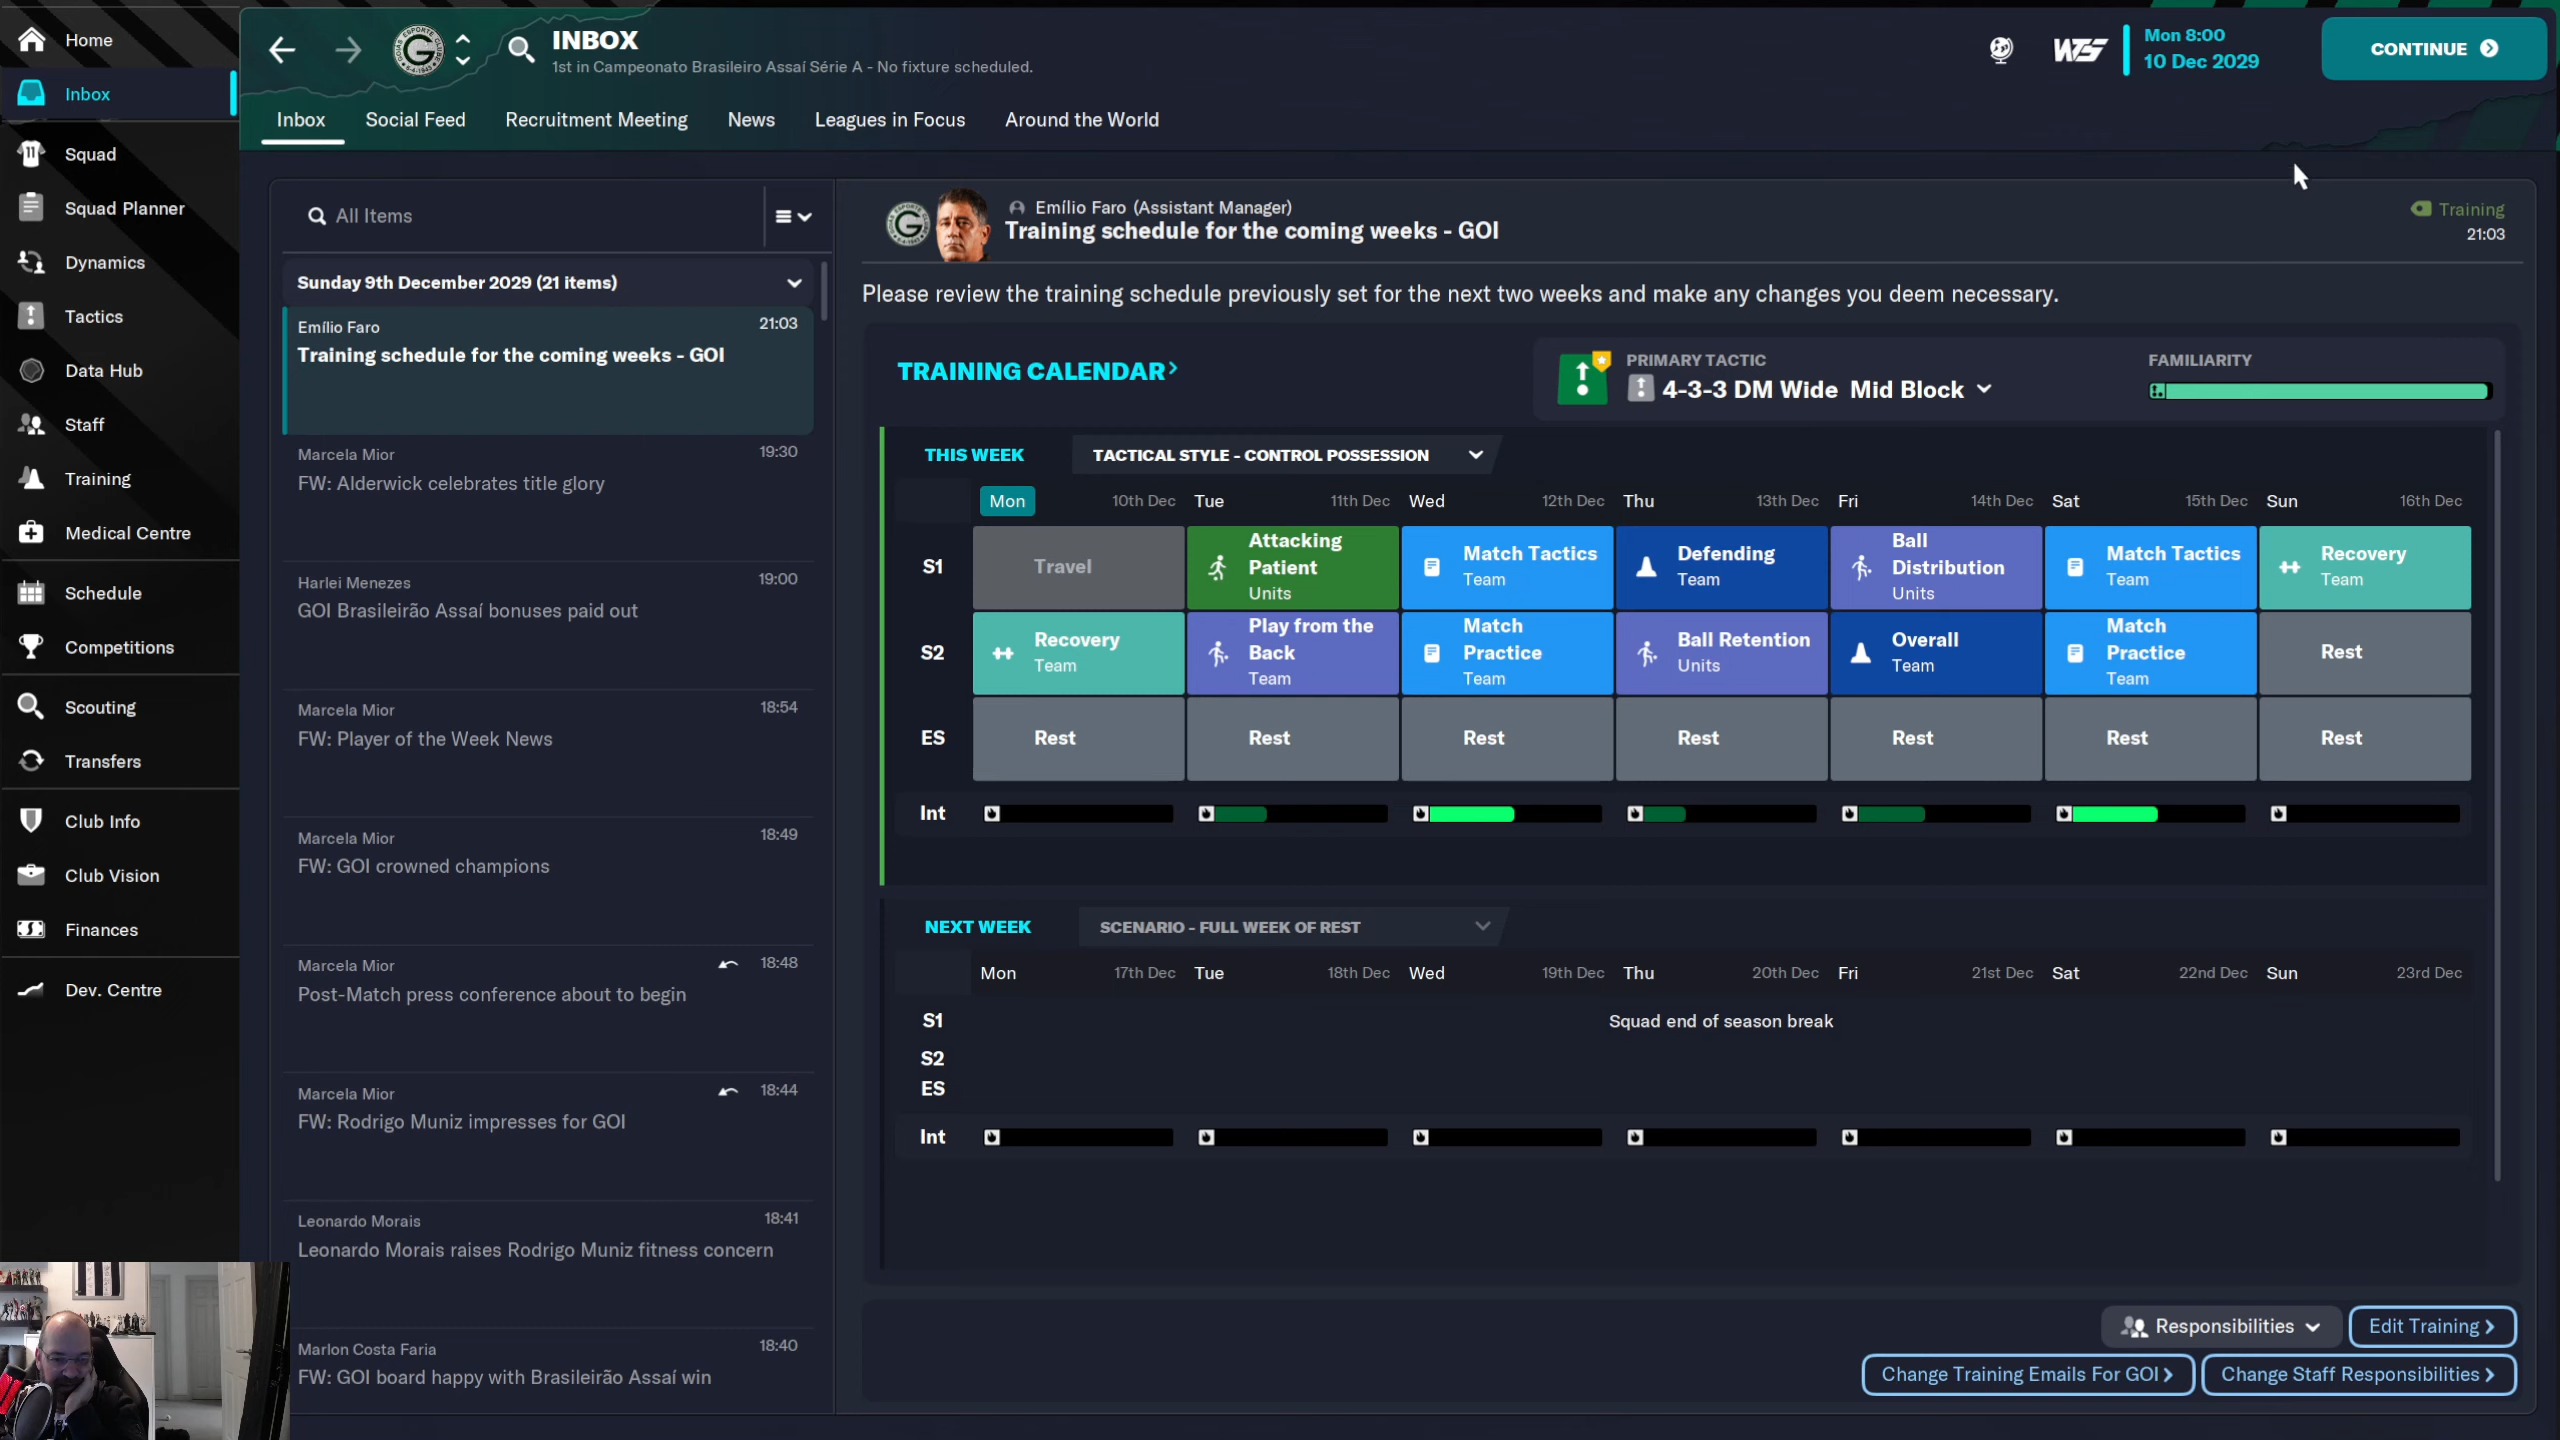 Home
Inbox
Squad
Squad Planner
Dynamics
Tactics
Data Hub
Staff
Training
Medical Centre
Schedule
Competitions
Scouting
Transfers
Club Info
Club Vision
Finances
Dev. Centre
INBOX
1st in Campeonato Brasileiro Assaí Série A - No fixture scheduled.
Mon 8:00
10 Dec 2029
CONTINUE
Inbox Social Feed Recruitment Meeting News Leagues in Focus Around the World
All Items
Sunday 9th December 2029 (21 items)
Emílio Faro 21:03
Training schedule for the coming weeks - GOI
Marcela Mior 19:30
FW: Alderwick celebrates title glory
Harlei Menezes 19:00
GOI Brasileirão Assaí bonuses paid out
Marcela Mior 18:54
FW: Player of the Week News
Marcela Mior 18:49
FW: GOI crowned champions
Marcela Mior 18:48
Post-Match press conference about to begin
Marcela Mior 18:44
FW: Rodrigo Muniz impresses for GOI
Leonardo Morais 18:41
Leonardo Morais raises Rodrigo Muniz fitness concern
Marlon Costa Faria 18:40
FW: GOI board happy with Brasileirão Assaí win
Emílio Faro (Assistant Manager)
Training schedule for the coming weeks - GOI
Training
21:03
Please review the training schedule previously set for the next two weeks and make any changes you deem necessary.
TRAINING CALENDAR
PRIMARY TACTIC
4-3-3 DM Wide Mid Block
FAMILIARITY
THIS WEEK TACTICAL STYLE - CONTROL POSSESSION
Mon 10th Dec Tue 11th Dec Wed 12th Dec Thu 13th Dec Fri 14th Dec Sat 15th Dec Sun 16th Dec
S1
Travel
Attacking
Patient
Units
Match Tactics
Team
Defending
Team
Ball
Distribution
Units
Match Tactics
Team
Recovery
Team
S2
Recovery
Team
Play from the
Back
Team
Match
Practice
Team
Ball Retention
Units
Overall
Team
Match
Practice
Team
Rest
ES Rest Rest Rest Rest Rest Rest Rest
Int
NEXT WEEK SCENARIO - FULL WEEK OF REST
Mon 17th Dec Tue 18th Dec Wed 19th Dec Thu 20th Dec Fri 21st Dec Sat 22nd Dec Sun 23rd Dec
S1 Squad end of season break
S2
ES
Int
Responsibilities
Edit Training
Change Training Emails For GOI
Change Staff Responsibilities